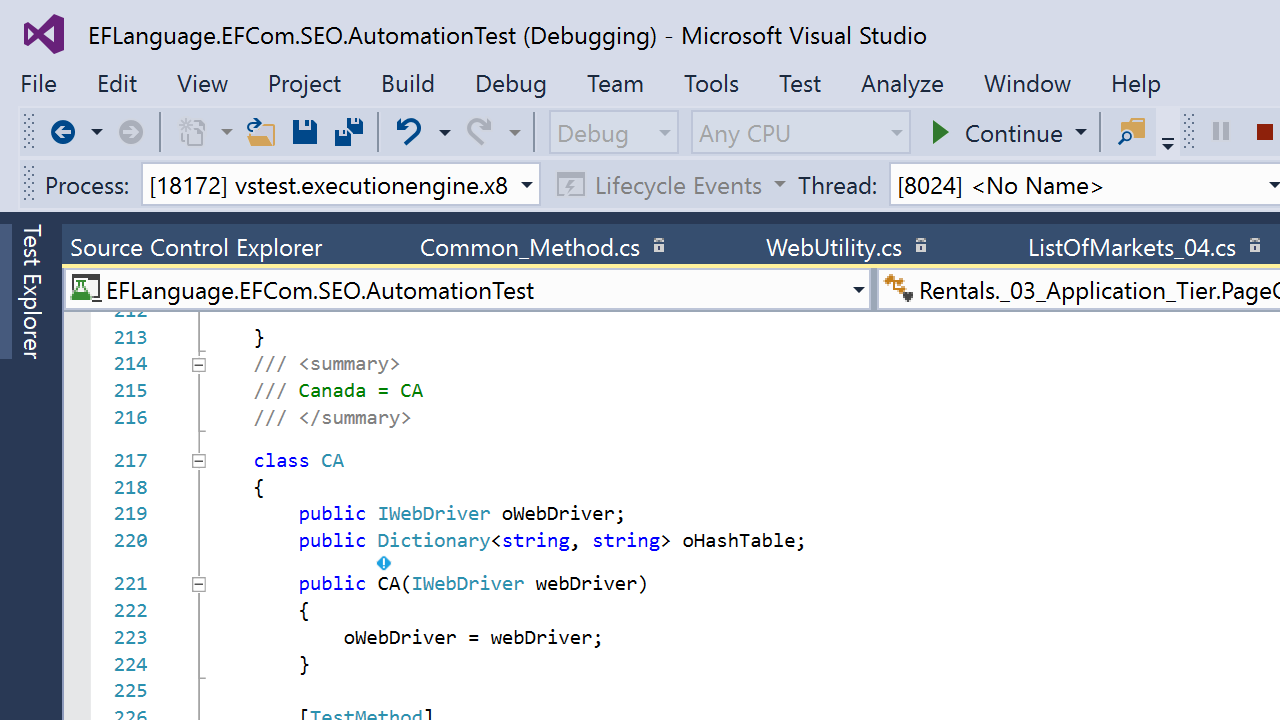 EFLanguage.EFCom.SEO.AutomationTest (Debugging) - Microsoft Visual Studio
File Edit View Project Build Debug Team Tools Test Analyze Window Help
Debug Any CPU Continue
Process: [18172] vstest.executionengine.x8 Lifecycle Events Thread: [8024] <No Name>
Test Explorer
Source Control Explorer Common_Method.cs WebUtility.cs ListOfMarkets_04.cs
EFLanguage.EFCom.SEO.AutomationTest Rentals._03_Application_Tier.PageC
212
213 }
214 /// <summary>
215 /// Canada = CA
216 /// </summary>
217 class CA
218 {
219 public IWebDriver oWebDriver;
220 public Dictionary<string, string> oHashTable;
221 public CA(IWebDriver webDriver)
222 {
223 oWebDriver = webDriver;
224 }
225
226 [TestMethod]